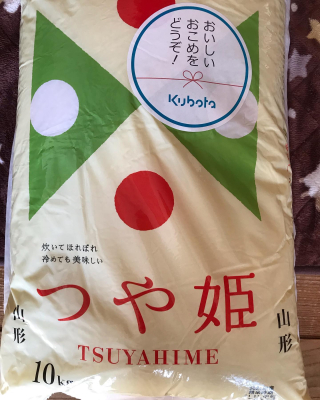 おいしい
おこめを
どうぞ！
Kubota
炊いてほればれ
冷めても美味しい
つや姫
山形
山形
TSUYAHIME
10kg